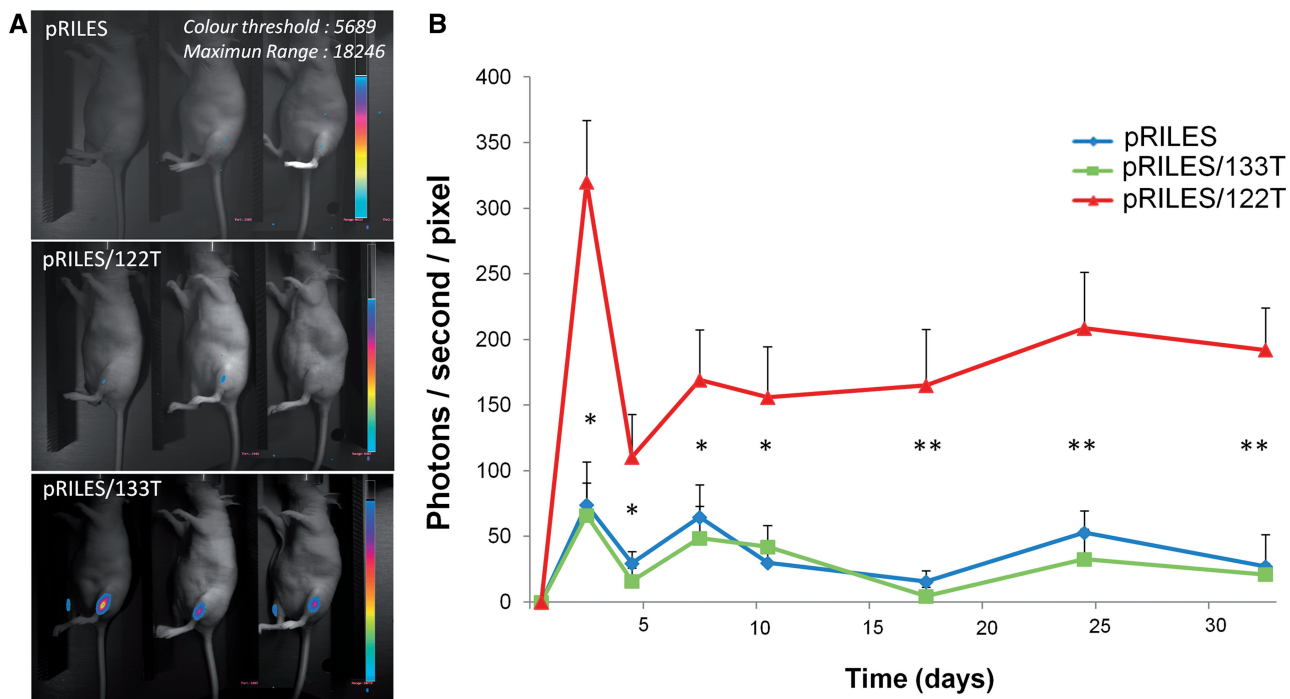 A
pRILES
Colour threshold : 5689
Maximun Range : 18246
pRILES/122T
pRILES/133T
B
Photons / second / pixel
400
350
300
250
200
150
100
50
0
5
10
15
20
25
30
Time (days)
pRILES
pRILES/133T
pRILES/122T
*
*
*
*
**
**
**